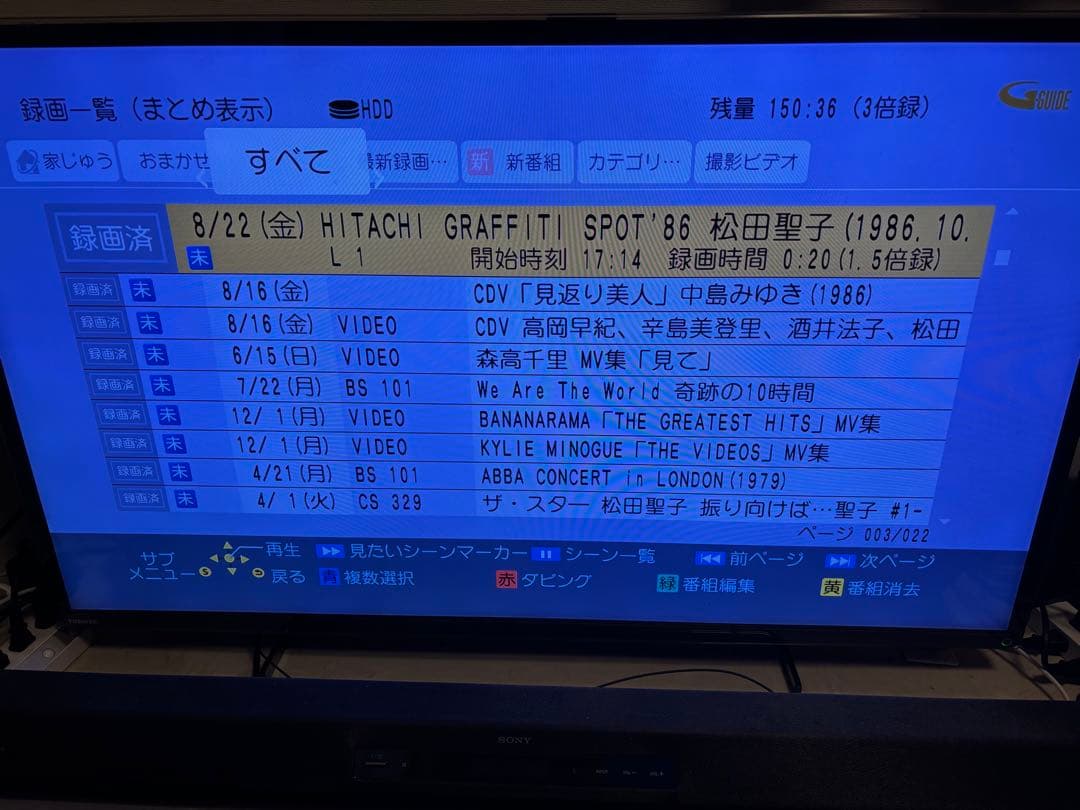 録画一覧（まとめ表示） HDD 残量 150:36（3倍録） G-GUIDE
家じゅう おまかせ すべて 最新録画… 新 新番組 カテゴリ… 撮影ビデオ
録画済 8/22(金) HITACHI GRAFFITI SPOT'86 松田聖子(1986.10.
未 L 1 開始時刻 17:14 録画時間 0:20(1.5倍録)
録画済 未 8/16(金) CDV「見返り美人」中島みゆき(1986)
録画済 未 8/16(金) VIDEO CDV 高岡早紀、辛島美登里、酒井法子、松田
録画済 未 6/15(日) VIDEO 森高千里 MV集「見て」
録画済 未 7/22(月) BS 101 We Are The World 奇跡の10時間
録画済 未 12/ 1(月) VIDEO BANANARAMA「THE GREATEST HITS」MV集
録画済 未 12/ 1(月) VIDEO KYLIE MINOGUE「THE VIDEOS」MV集
録画済 未 4/21(月) BS 101 ABBA CONCERT in LONDON(1979)
録画済 未 4/ 1(火) CS 329 ザ・スター 松田聖子 振り向けば…聖子 #1-
ページ 003/022
サブメニュー S 再生 見たいシーンマーカー シーン一覧 前ページ 次ページ
戻る 青 複数選択 赤 ダビング 緑 番組編集 黄 番組消去
TOSHIBA
SONY